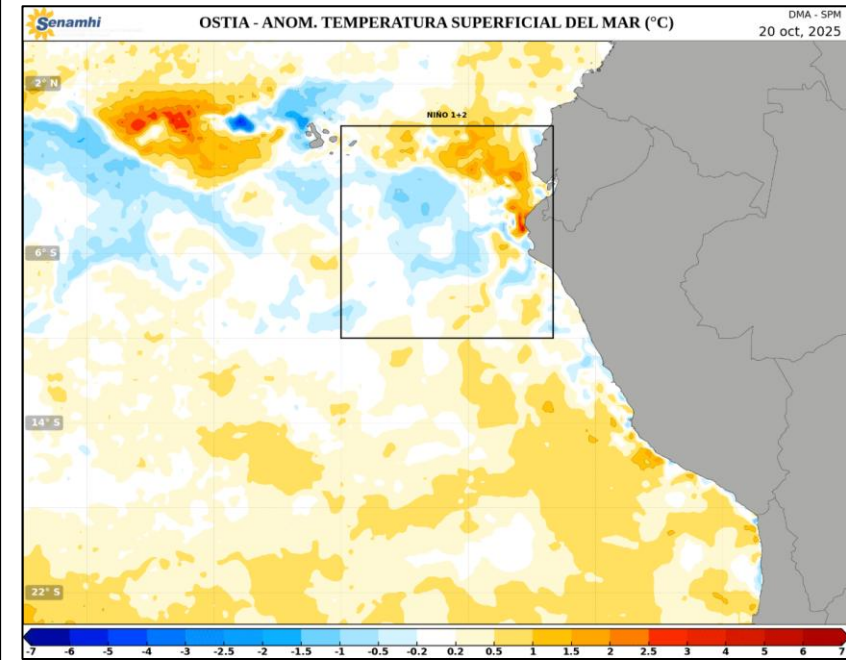 Senamhi
OSTIA - ANOM. TEMPERATURA SUPERFICIAL DEL MAR (°C)
DMA - SPM
20 oct, 2025
2° N
NIÑO 1+2
6° S
14° S
22° S
-7 -6 -5 -4 -3 -2.5 -2 -1.5 -1 -0.5 -0.2 0.2 0.5 1 1.5 2 2.5 3 4 5 6 7